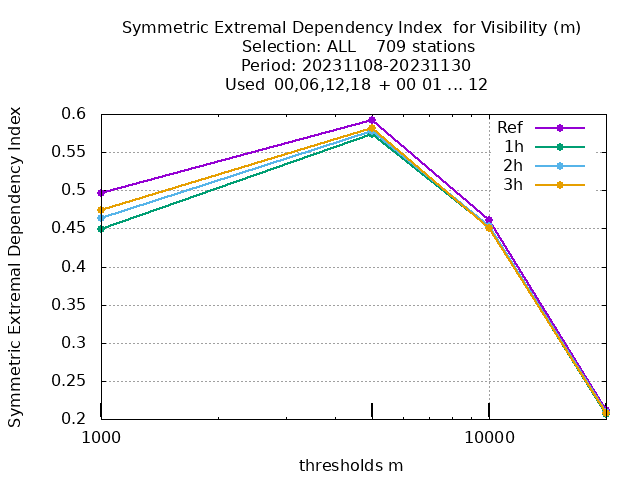 Symmetric Extremal Dependency Index  for Visibility (m)
Selection: ALL    709 stations
Period: 20231108-20231130
Used  00,06,12,18  + 00 01 ... 12
Symmetric Extremal Dependency Index
0.6
0.55
0.5
0.45
0.4
0.35
0.3
0.25
0.2
Ref
1h
2h
3h
1000
10000
thresholds m